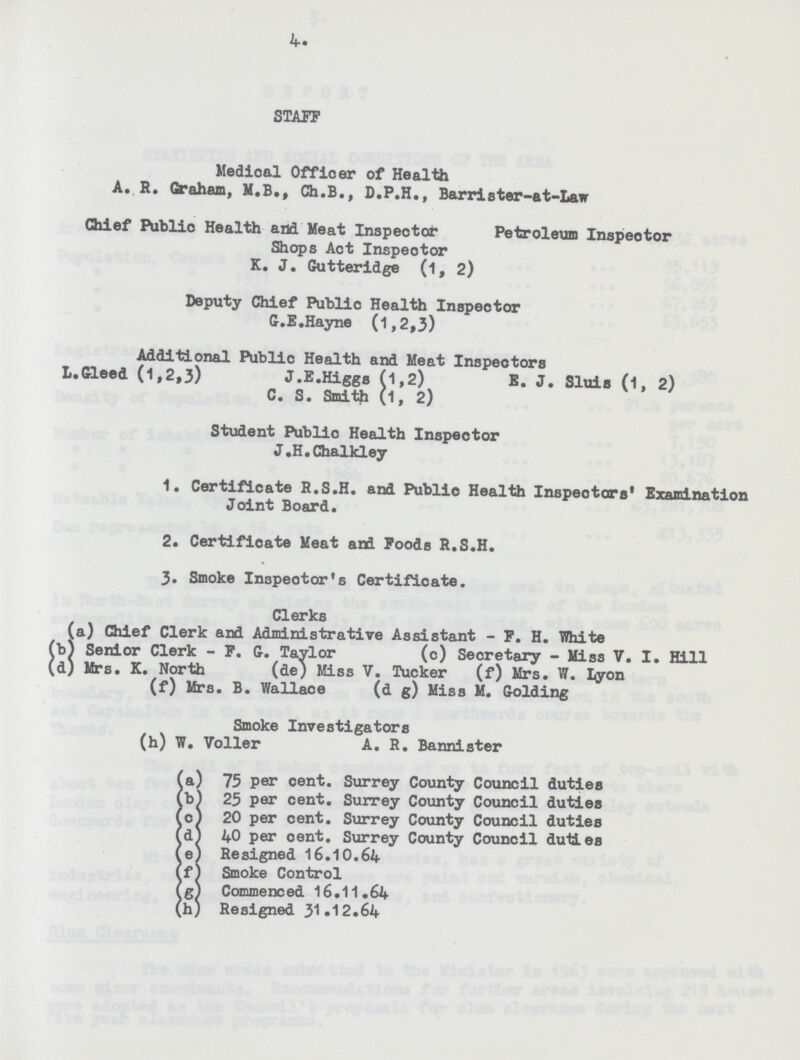 4.
STAFF
Medical Officer of Health
A. R. Graham, M.B., Ch.B., D.P.H., Barrister-at-Law
Chief Public Health and Meat Inspector Petroleum Inspector
Shops Act Inspector
K. J. Gutteridge (1, 2)
Deputy Chief Public Health Inspector
G.E.Hayne (1,2,3)
Additional Public Health and Meat Inspectors
L.Gleed (1,2,3) J.E.Higgs (1,2) E. J. Sluis (1, 2)
C. S. Smith (1, 2)
Student Public Health Inspector
J.H.Chalkley
1. Certificate R.S.H. and Public Health Inspectors' Examination
Joint Board.
2. Certificate Meat and Foods R.S.H.
3. Smoke Inspector's Certificate.
Clerks
(a) Chief Clerk and Administrative Assistant - F. H. White
(b) Senior Clerk - F. G. Taylor (c) Secretary - Miss V. I. Hill
(d) Mrs. K. North (de) Miss V. Tucker (f) Mrs. W. Lyon
(f) Mrs. B. Wallace (d g) Miss M. Golding
Smoke Investigators
(h) W. Voller A. R. Bannister
(a) 75 per cent. Surrey County Council duties
(b) 25 per cent. Surrey County Council duties
(c) 20 per cent. Surrey County Council duties
(d) 40 per cent. Surrey County Council duties
(e) Resigned 16.10.64
(f) Smoke Control
(g) Commenced 16.11.64
(h) Resigned 31.12.64